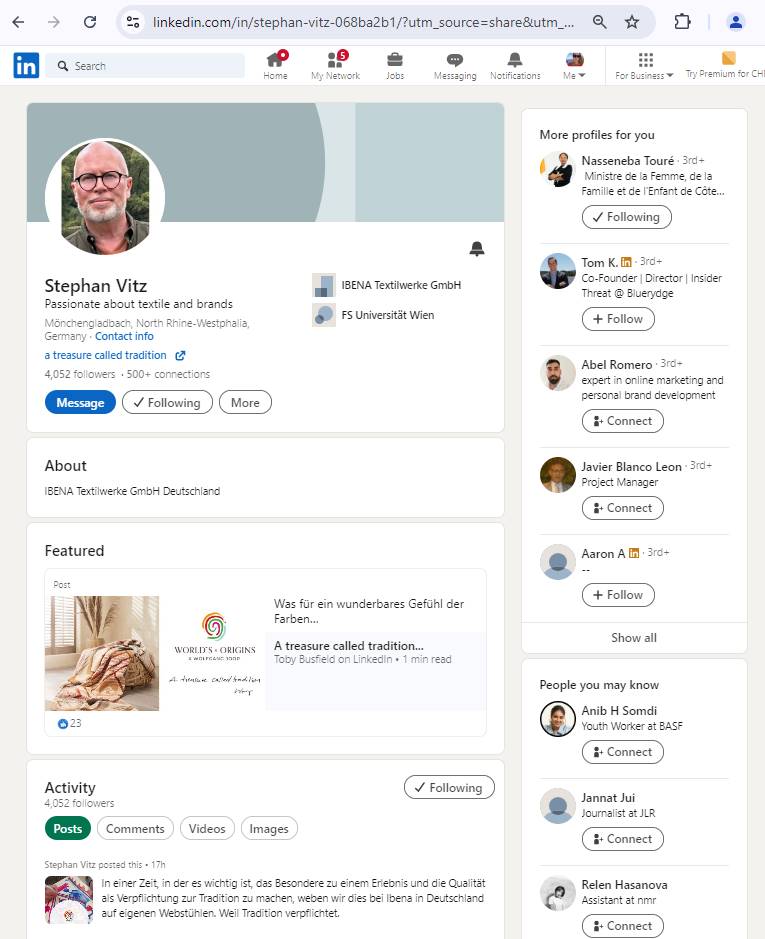 linkedin.com/in/stephan-vitz-068ba2b1/?utm_source=share&utm_...
in
Search
Home
5
My Network
Jobs
Messaging
Notifications
Me
For Business
Try Premium for
Stephan Vitz
Passionate about textile and brands
Mönchengladbach, North Rhine-Westphalia,
Germany · Contact info
a treasure called tradition
4,052 followers · 500+ connections
Message
Following
More
IBENA Textilwerke GmbH
FS Universität Wien
About
IBENA Textilwerke GmbH Deutschland
Featured
Post
WORLD'S ORIGINS
A treasure called tradition
Was für ein wunderbares Gefühl der
Farben...
A treasure called tradition...
Toby Busfield on LinkedIn • 1 min read
23
Activity
4,052 followers
Following
Posts
Comments
Videos
Images
Stephan Vitz posted this • 17h
In einer Zeit, in der es wichtig ist, das Besondere zu einem Erlebnis und die Qualität
als Verpflichtung zur Tradition zu machen, weben wir dies bei Ibena in Deutschland
auf eigenen Webstühlen. Weil Tradition verpflichtet.
More profiles for you
Nasseneba Touré · 3rd+
Ministre de la Femme, de la
Famille et de l'Enfant de Côte...
Following
Tom K. in · 3rd+
Co-Founder | Director | Insider
Threat @ Bluerydge
Follow
Abel Romero · 3rd+
expert in online marketing and
personal brand development
Connect
Javier Blanco Leon · 3rd+
Project Manager
Connect
Aaron A in · 3rd+
--
Follow
Show all
People you may know
Anib H Somdi
Youth Worker at BASF
Connect
Jannat Jui
Journalist at JLR
Connect
Relen Hasanova
Assistant at nmr
Connect